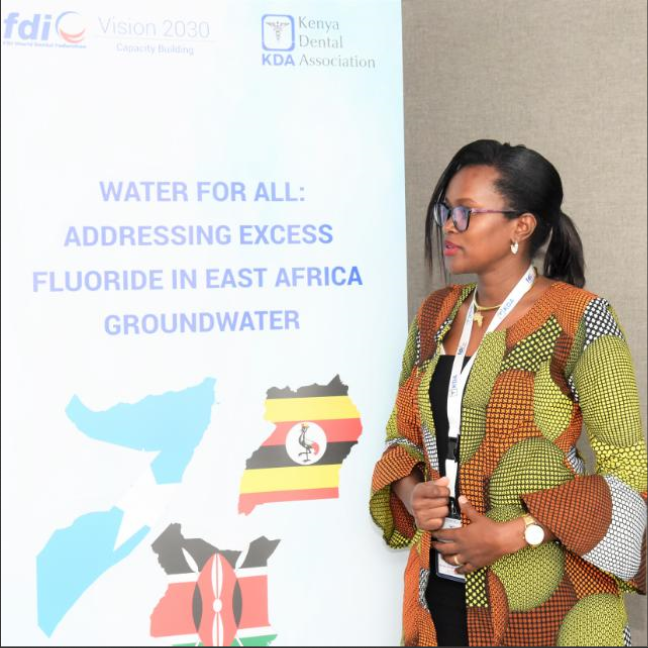 fdi
Vision 2030
Capacity Building
Kenya
Dental
KDA Association
WATER FOR ALL:
ADDRESSING EXCESS
FLUORIDE IN EAST AFRICA
GROUNDWATER
KDA